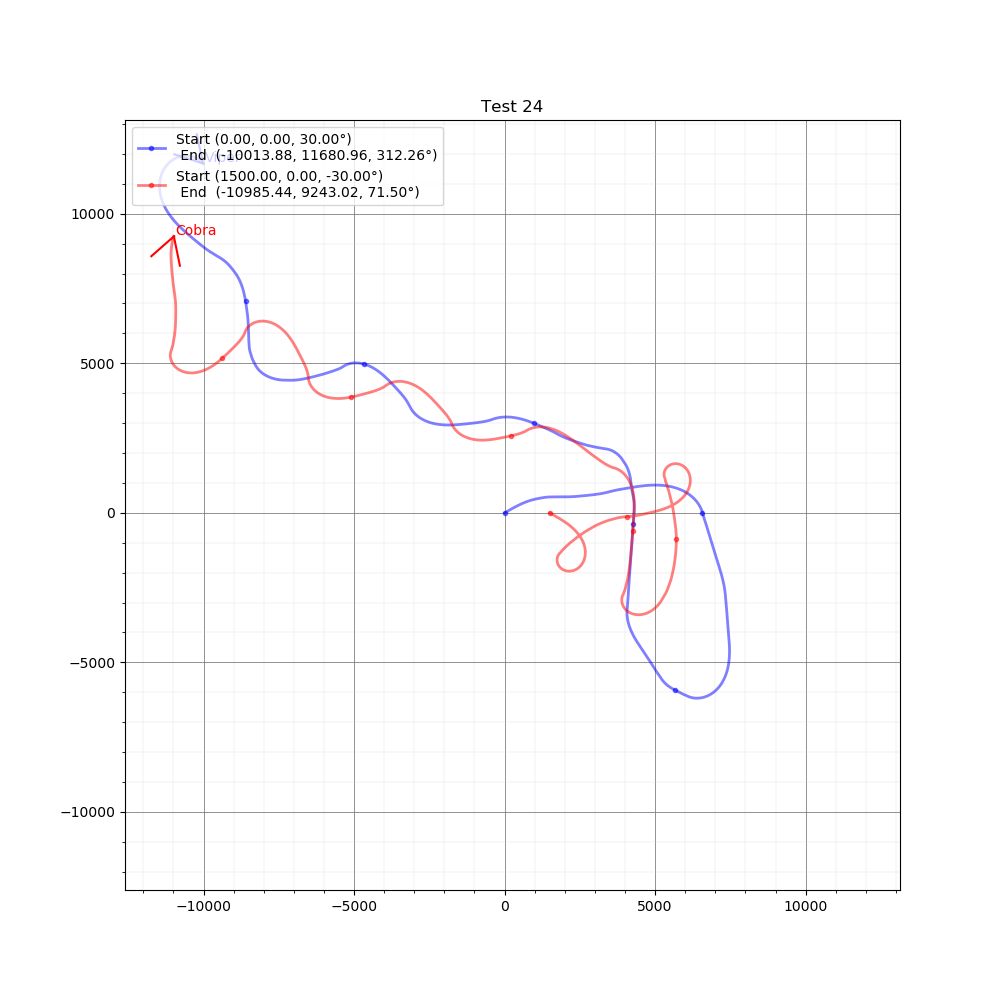 Test 24
Start (0.00, 0.00, 30.00°)
End (-10013.88, 11680.96, 312.26°)
Start (1500.00, 0.00, -30.00°)
End (-10985.44, 9243.02, 71.50°)
Cobra
10000
5000
0
−5000
−10000
−10000 −5000 0 5000 10000